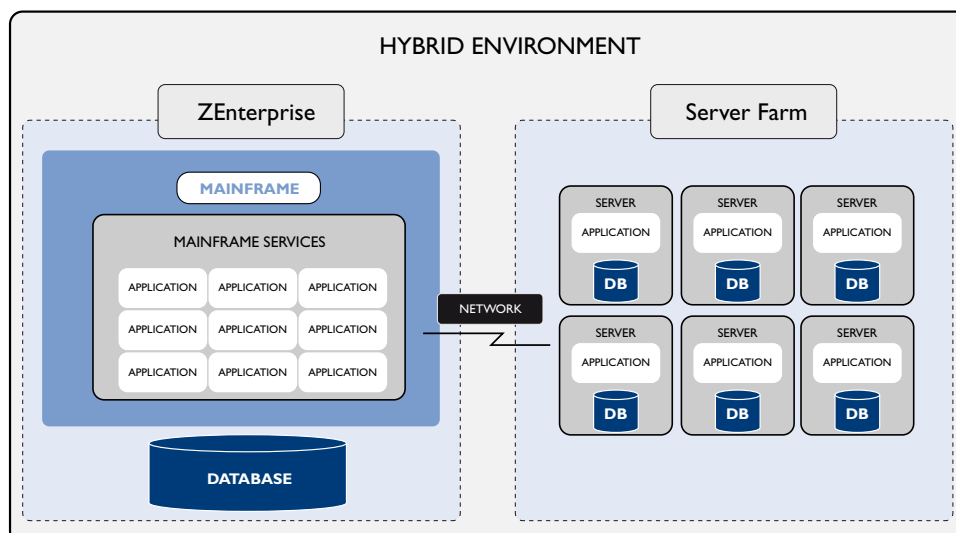 HYBRID ENVIRONMENT
ZEnterprise
MAINFRAME
MAINFRAME SERVICES
APPLICATION APPLICATION APPLICATION
APPLICATION APPLICATION APPLICATION
APPLICATION APPLICATION APPLICATION
DATABASE
NETWORK
Server Farm
SERVER SERVER SERVER
APPLICATION APPLICATION APPLICATION
DB DB DB
SERVER SERVER SERVER
APPLICATION APPLICATION APPLICATION
DB DB DB